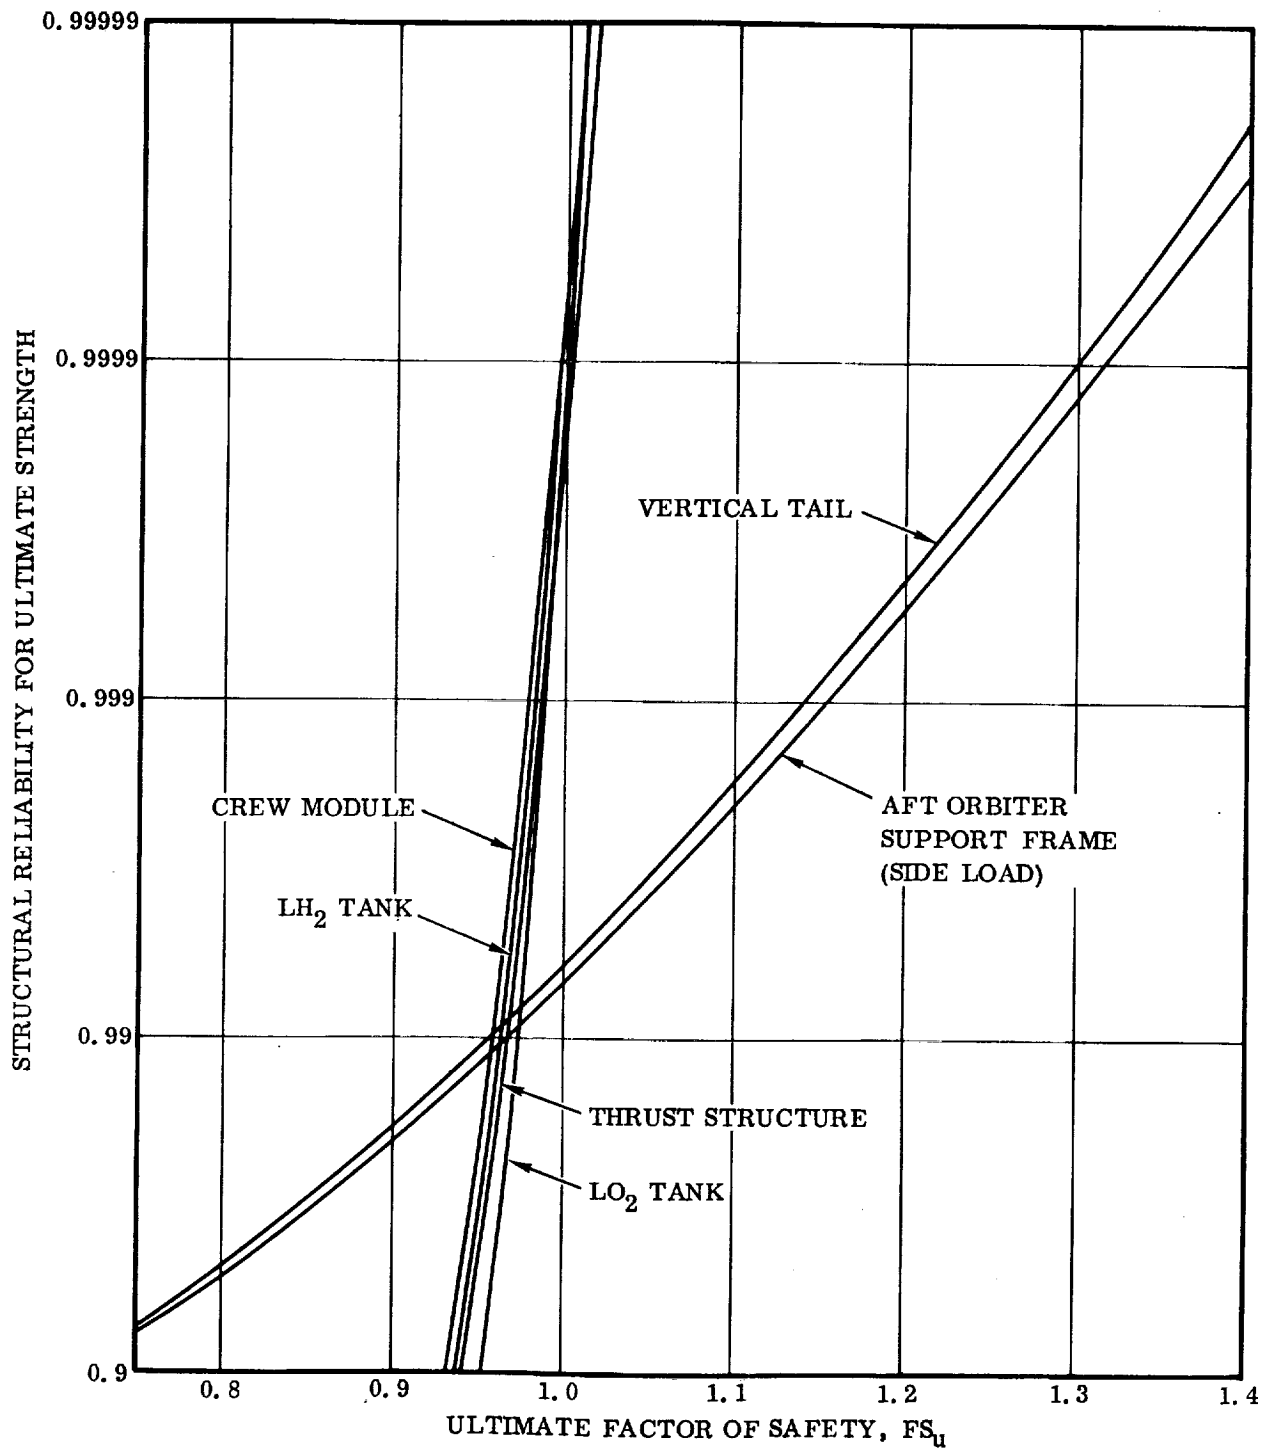 0.99999
0.9999
0.999
0.99
0.9
STRUCTURAL RELIABILITY FOR ULTIMATE STRENGTH
VERTICAL TAIL
CREW MODULE
AFT ORBITER
SUPPORT FRAME
(SIDE LOAD)
LH2 TANK
THRUST STRUCTURE
LO2 TANK
0.8 0.9 1.0 1.1 1.2 1.3 1.4
ULTIMATE FACTOR OF SAFETY, FSu